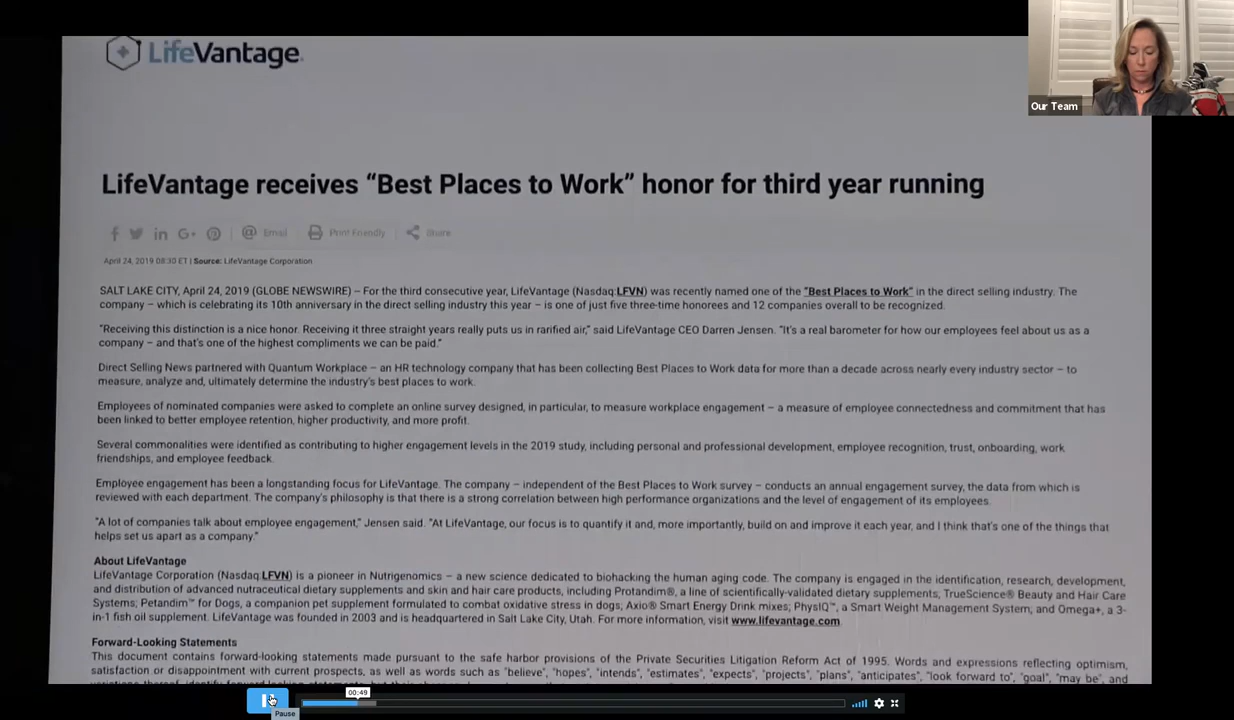 LifeVantage
Our Team
LifeVantage receives “Best Places to Work” honor for third year running
Email
Print Friendly
Share
April 24, 2019 08:30 ET | Source: LifeVantage Corporation
SALT LAKE CITY, April 24, 2019 (GLOBE NEWSWIRE) – For the third consecutive year, LifeVantage (Nasdaq:LFVN) was recently named one of the "Best Places to Work" in the direct selling industry. The
company – which is celebrating its 10th anniversary in the direct selling industry this year – is one of just five three-time honorees and 12 companies overall to be recognized.
"Receiving this distinction is a nice honor. Receiving it three straight years really puts us in rarified air," said LifeVantage CEO Darren Jensen. "It's a real barometer for how our employees feel about us as a
company – and that's one of the highest compliments we can be paid."
Direct Selling News partnered with Quantum Workplace – an HR technology company that has been collecting Best Places to Work data for more than a decade across nearly every industry sector – to
measure, analyze and, ultimately determine the industry's best places to work.
Employees of nominated companies were asked to complete an online survey designed, in particular, to measure workplace engagement – a measure of employee connectedness and commitment that has
been linked to better employee retention, higher productivity, and more profit.
Several commonalities were identified as contributing to higher engagement levels in the 2019 study, including personal and professional development, employee recognition, trust, onboarding, work
friendships, and employee feedback.
Employee engagement has been a longstanding focus for LifeVantage. The company – independent of the Best Places to Work survey – conducts an annual engagement survey, the data from which is
reviewed with each department. The company's philosophy is that there is a strong correlation between high performance organizations and the level of engagement of its employees.
"A lot of companies talk about employee engagement," Jensen said. "At LifeVantage, our focus is to quantify it and, more importantly, build on and improve it each year, and I think that's one of the things that
helps set us apart as a company."
About LifeVantage
LifeVantage Corporation (Nasdaq:LFVN) is a pioneer in Nutrigenomics – a new science dedicated to biohacking the human aging code. The company is engaged in the identification, research, development,
and distribution of advanced nutraceutical dietary supplements and skin and hair care products, including Protandim®, a line of scientifically-validated dietary supplements, TrueScience® Beauty and Hair Care
Systems; Petandim™ for Dogs, a companion pet supplement formulated to combat oxidative stress in dogs; Axio® Smart Energy Drink mixes; PhysIQ™, a Smart Weight Management System; and Omega+, a 3-
in-1 fish oil supplement. LifeVantage was founded in 2003 and is headquartered in Salt Lake City, Utah. For more information, visit www.lifevantage.com.
Forward-Looking Statements
This document contains forward-looking statements made pursuant to the safe harbor provisions of the Private Securities Litigation Reform Act of 1995. Words and expressions reflecting optimism,
satisfaction or disappointment with current prospects, as well as words such as "believe", "hopes", "intends", "estimates", "expects", "projects", "plans", "anticipates", "look forward to", "goal", "may be", and
00:49
Pause